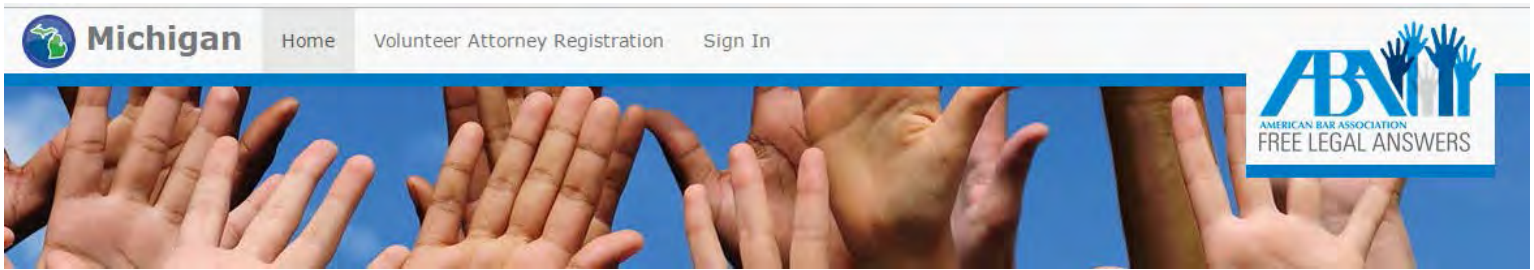 Michigan Home Volunteer Attorney Registration Sign In
ABA
AMERICAN BAR ASSOCIATION
FREE LEGAL ANSWERS